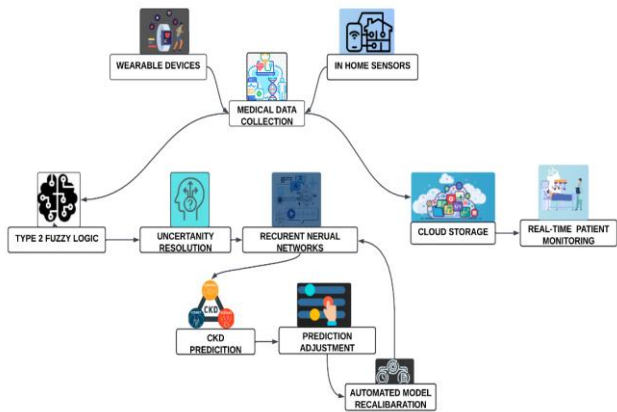 WEARABLE DEVICES
IN HOME SENSORS
MEDICAL DATA
COLLECTION
TYPE 2 FUZZY LOGIC
UNCERTANITY
RESOLUTION
RECURENT NERUAL
NETWORKS
CLOUD STORAGE
REAL-TIME PATIENT
MONITORING
CKD
CKD
PREDICITION
PREDICTION
ADJUSTMENT
AUTOMATED MODEL
RECALIBARATION